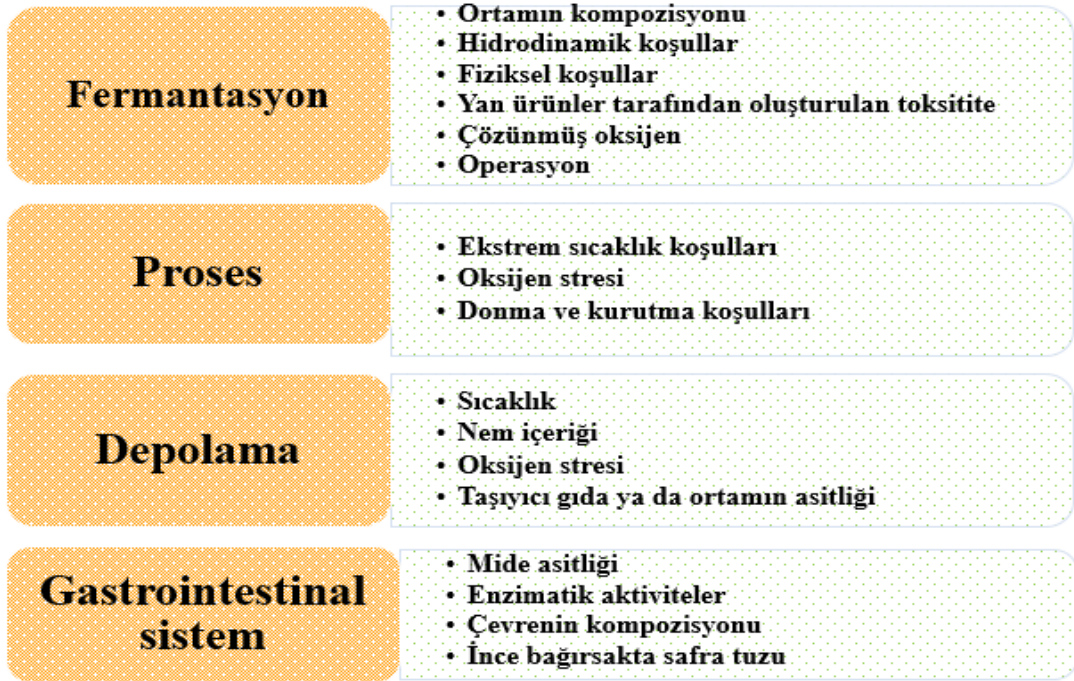 Fermantasyon
• Ortamın kompozisyonu
• Hidrodinamik koşullar
• Fiziksel koşullar
• Yan ürünler tarafından oluşturulan toksitite
• Çözünmüş oksijen
• Operasyon
Proses
• Ekstrem sıcaklık koşulları
• Oksijen stresi
• Donma ve kurutma koşulları
Depolama
• Sıcaklık
• Nem içeriği
• Oksijen stresi
• Taşıyıcı gıda ya da ortamın asitliği
Gastrointestinal
sistem
• Mide asitliği
• Enzimatik aktiviteler
• Çevrenin kompozisyonu
• İnce bağırsakta safra tuzu